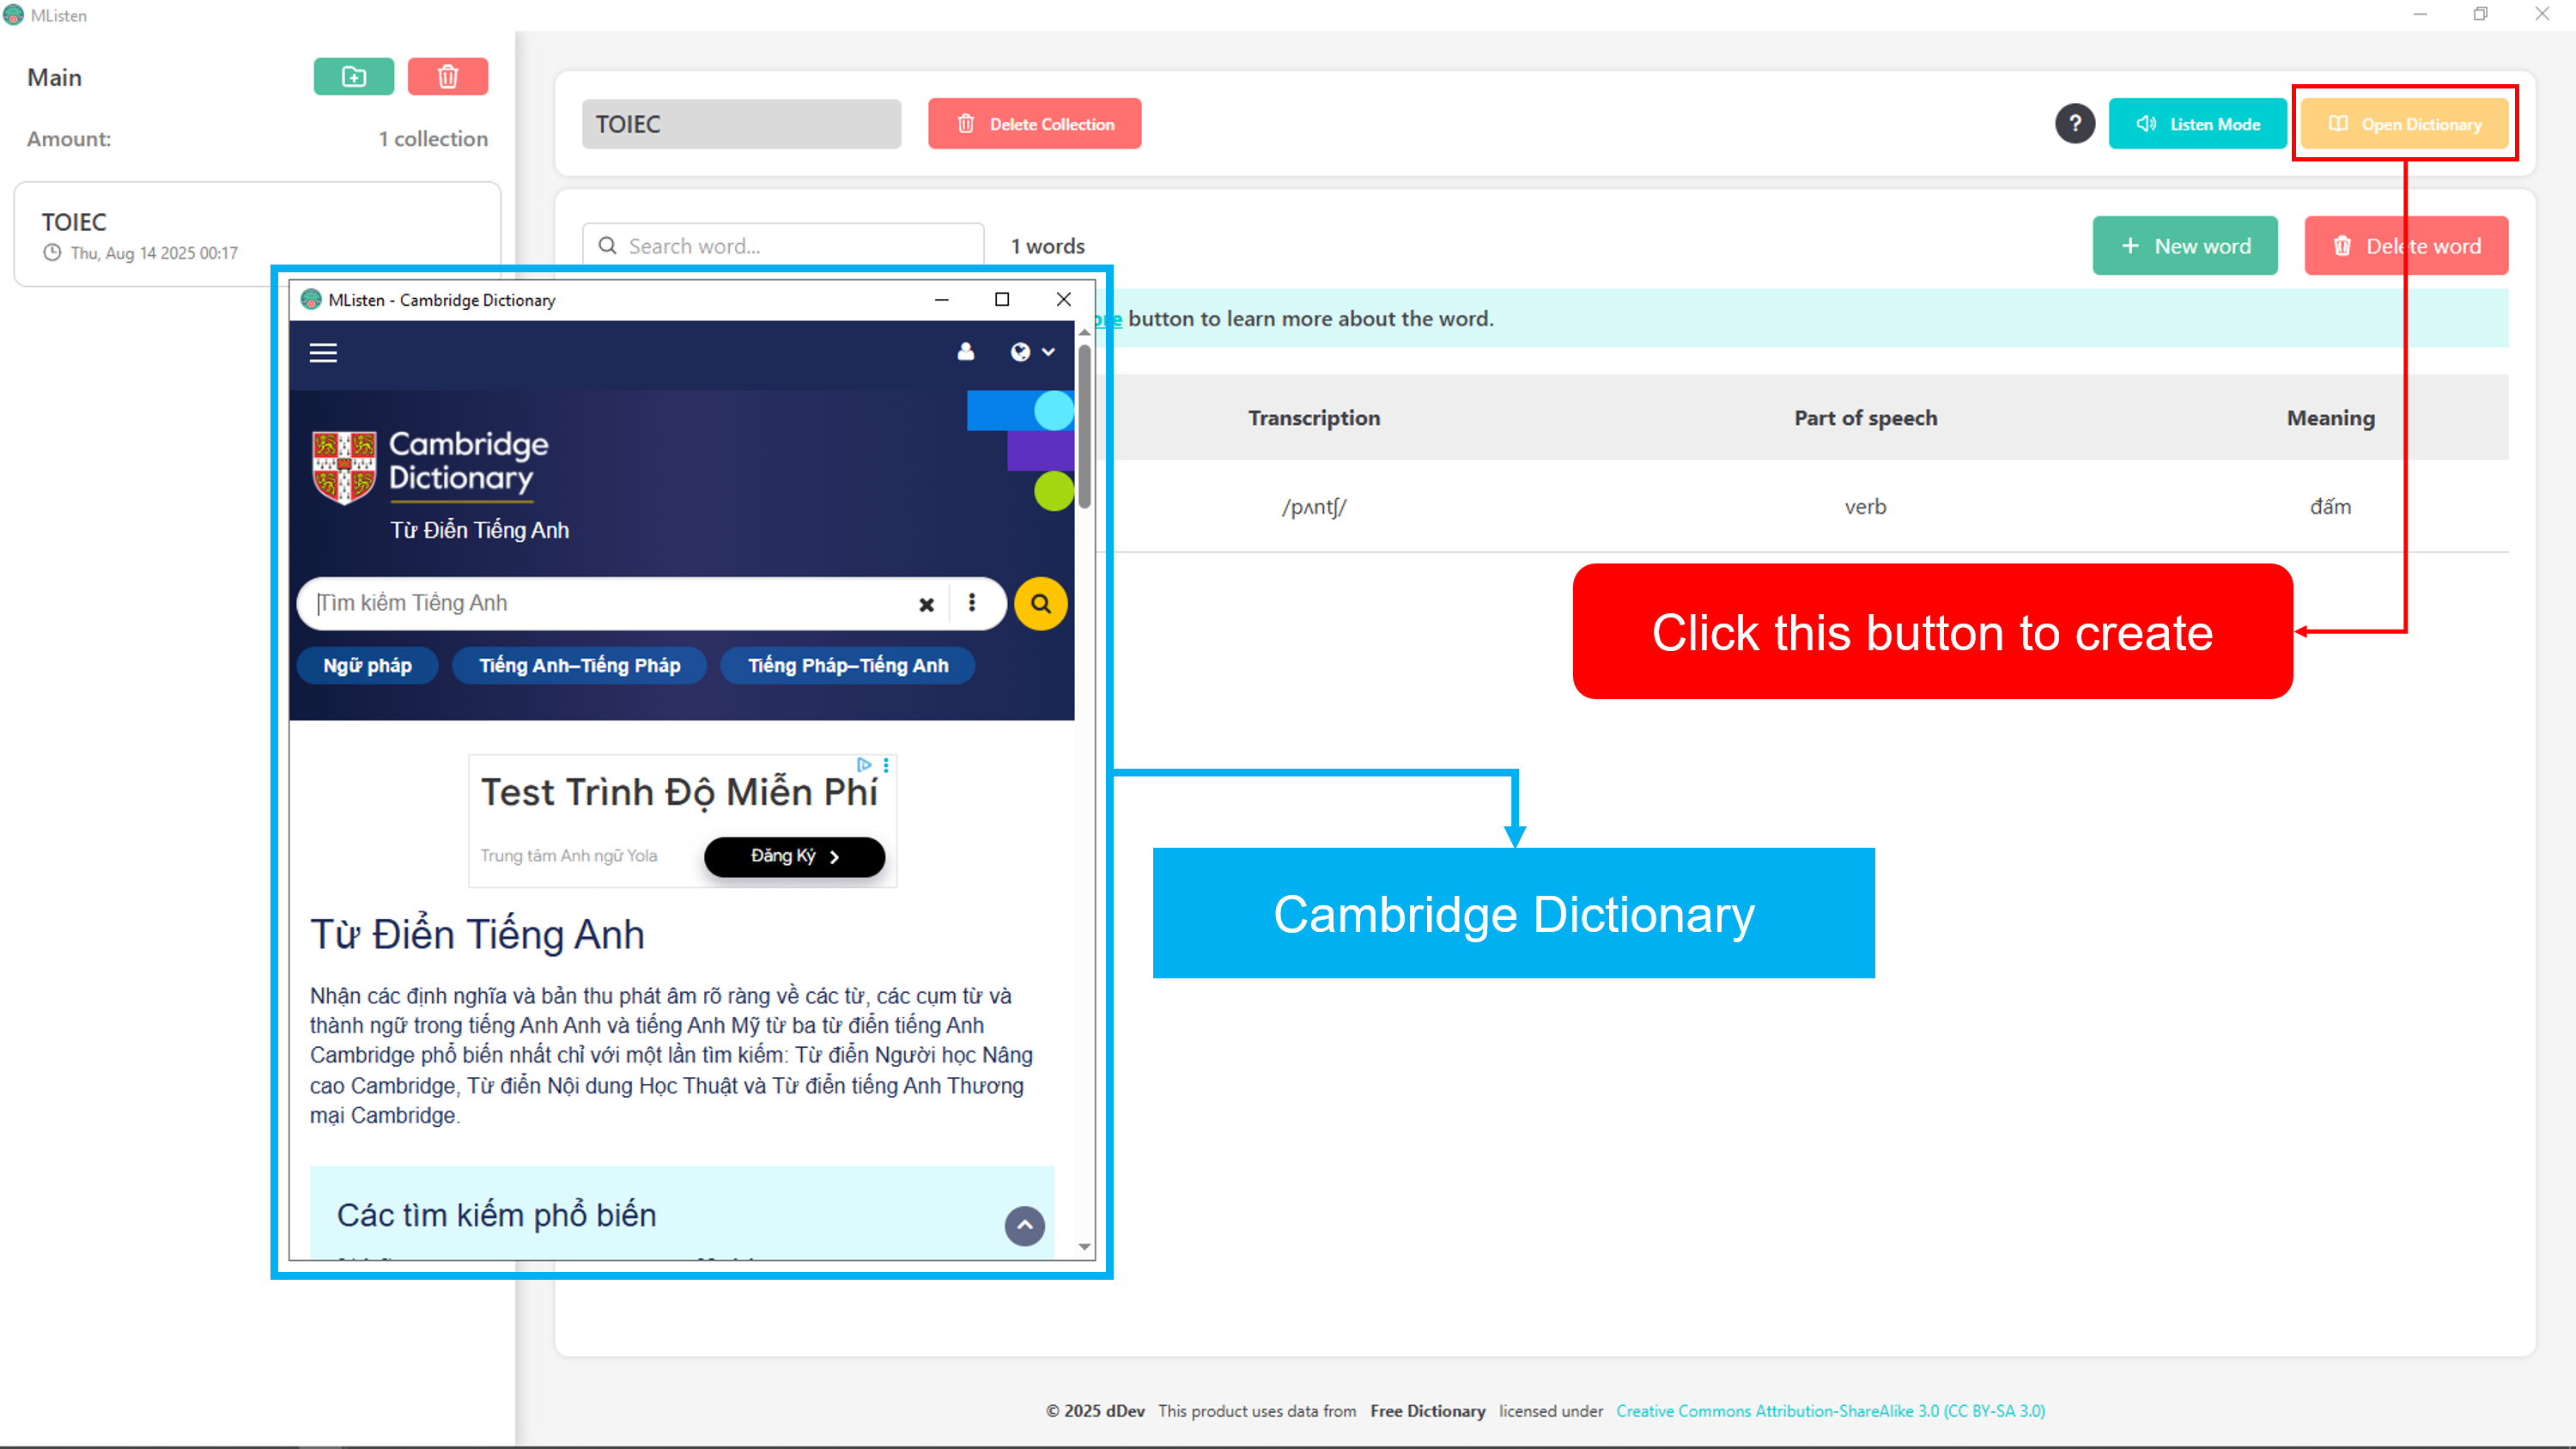 MListen
Main
Amount:
1 collection
TOIEC
Thu, Aug 14 2025 00:17
TOIEC
Delete Collection
?
Listen Mode
Open Dictionary
Search word...
1 words
New word
Delete word
button to learn more about the word.
Transcription
Part of speech
Meaning
/pʌntʃ/
verb
đấm
MListen - Cambridge Dictionary
Cambridge
Dictionary
Từ Điển Tiếng Anh
Tìm kiếm Tiếng Anh
Ngữ pháp
Tiếng Anh–Tiếng Pháp
Tiếng Pháp–Tiếng Anh
Test Trình Độ Miễn Phí
Trung tâm Anh ngữ Yola
Đăng Ký
Từ Điển Tiếng Anh
Nhận các định nghĩa và bản thu phát âm rõ ràng về các từ, các cụm từ và
thành ngữ trong tiếng Anh Anh và tiếng Anh Mỹ từ ba từ điển tiếng Anh
Cambridge phổ biến nhất chỉ với một lần tìm kiếm: Từ điển Người học Nâng
cao Cambridge, Từ điển Nội dung Học Thuật và Từ điển tiếng Anh Thương
mại Cambridge.
Các tìm kiếm phổ biến
Click this button to create
Cambridge Dictionary
© 2025 dDev This product uses data from Free Dictionary licensed under Creative Commons Attribution-ShareAlike 3.0 (CC BY-SA 3.0)